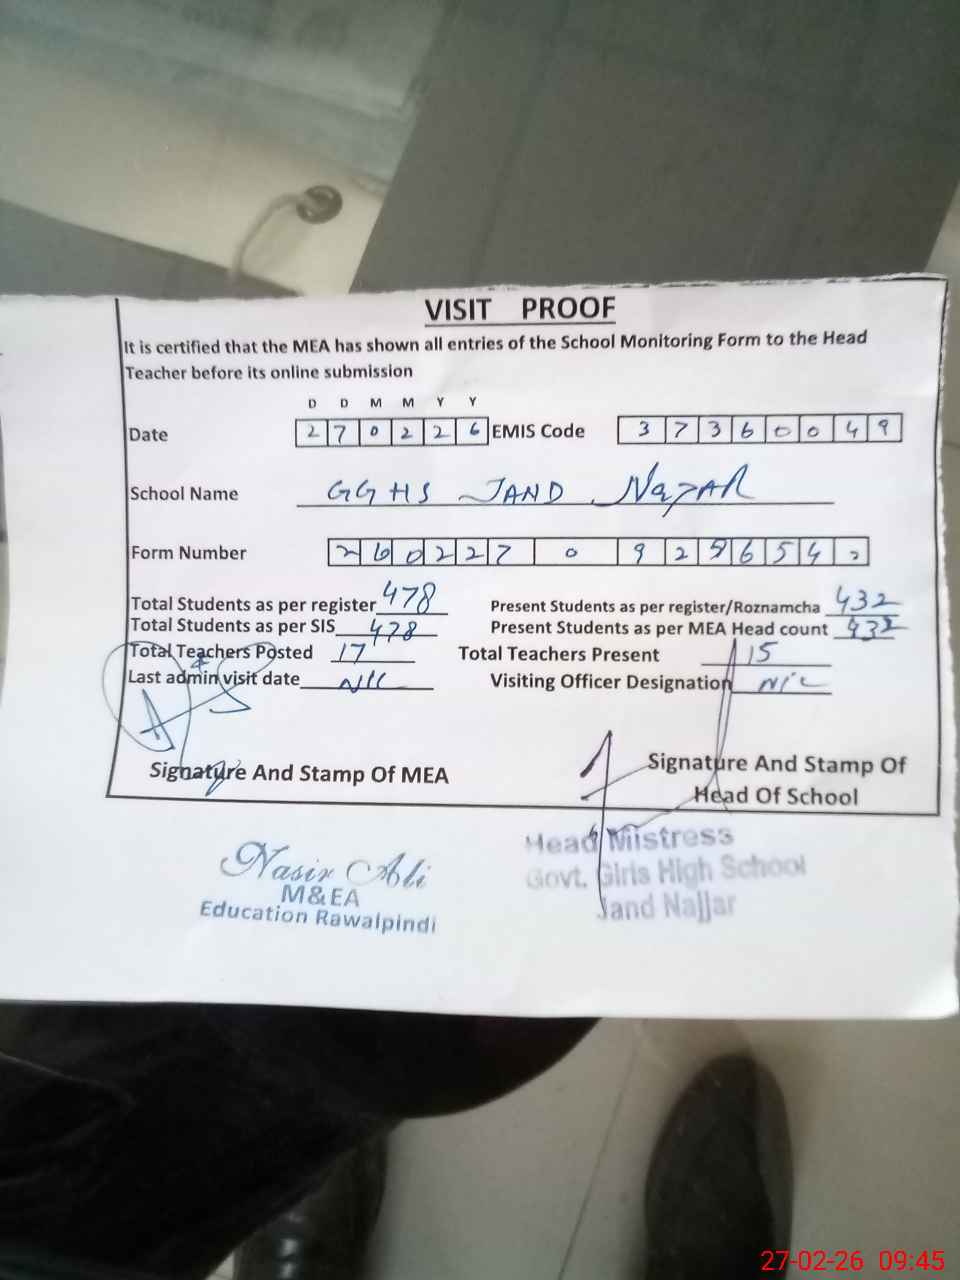 VISIT PROOF
It is certified that the MEA has shown all entries of the School Monitoring Form to the Head
Teacher before its online submission
D D M M Y Y
Date 2 7 0 2 2 6 EMIS Code 3 7 3 6 0 0 4 9
School Name GGHS JAND NajjAR
Form Number 2 6 0 2 2 7 0 9 2 5 6 5 4 2
Total Students as per register 478 Present Students as per register/Roznamcha 432
Total Students as per SIS 478 Present Students as per MEA Head count 432
Total Teachers Posted 17 Total Teachers Present 15
Last admin visit date NIL Visiting Officer Designation NIL
Signature And Stamp Of MEA
Signature And Stamp Of
Head Of School
Nasir Ali
M&EA
Education Rawalpindi
Head Mistress
Govt. Girls High School
Jand Najjar
27-02-26 09:45